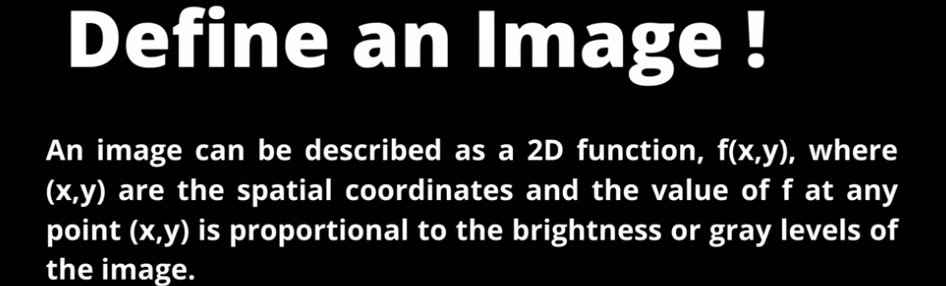 Define an Image !
An image can be described as a 2D function, f(x,y), where
(x,y) are the spatial coordinates and the value of f at any
point (x,y) is proportional to the brightness or gray levels of
the image.